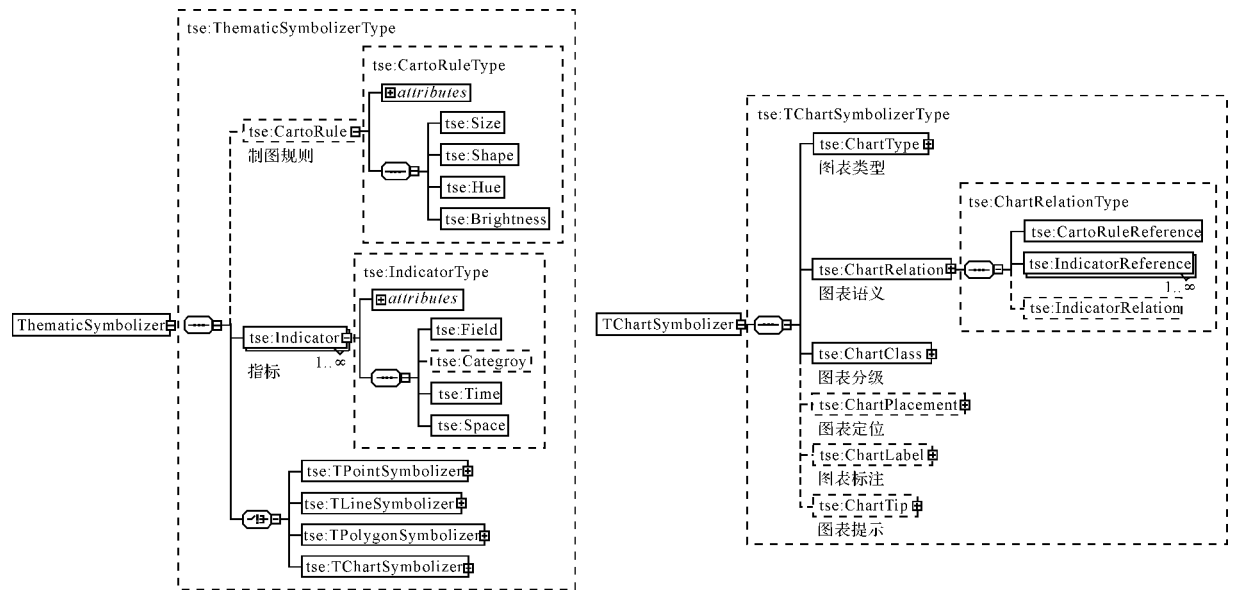 tse:ThematicSymbolizerType
tse:CartoRuleType
attributes
tse:CartoRule
制图规则
tse:Size
tse:Shape
tse:Hue
tse:Brightness
tse:IndicatorType
attributes
ThematicSymbolizer
tse:Indicator
1..∞
指标
tse:Field
tse:Categroy
tse:Time
tse:Space
tse:TPointSymbolizer
tse:TLineSymbolizer
tse:TPolygonSymbolizer
tse:TChartSymbolizer
tse:TChartSymbolizerType
tse:ChartType
图表类型
tse:ChartRelationType
tse:CartoRuleReference
tse:ChartRelation
图表语义
tse:IndicatorReference
1..∞
tse:IndicatorRelation
TChartSymbolizer
tse:ChartClass
图表分级
tse:ChartPlacement
图表定位
tse:ChartLabel
图表标注
tse:ChartTip
图表提示